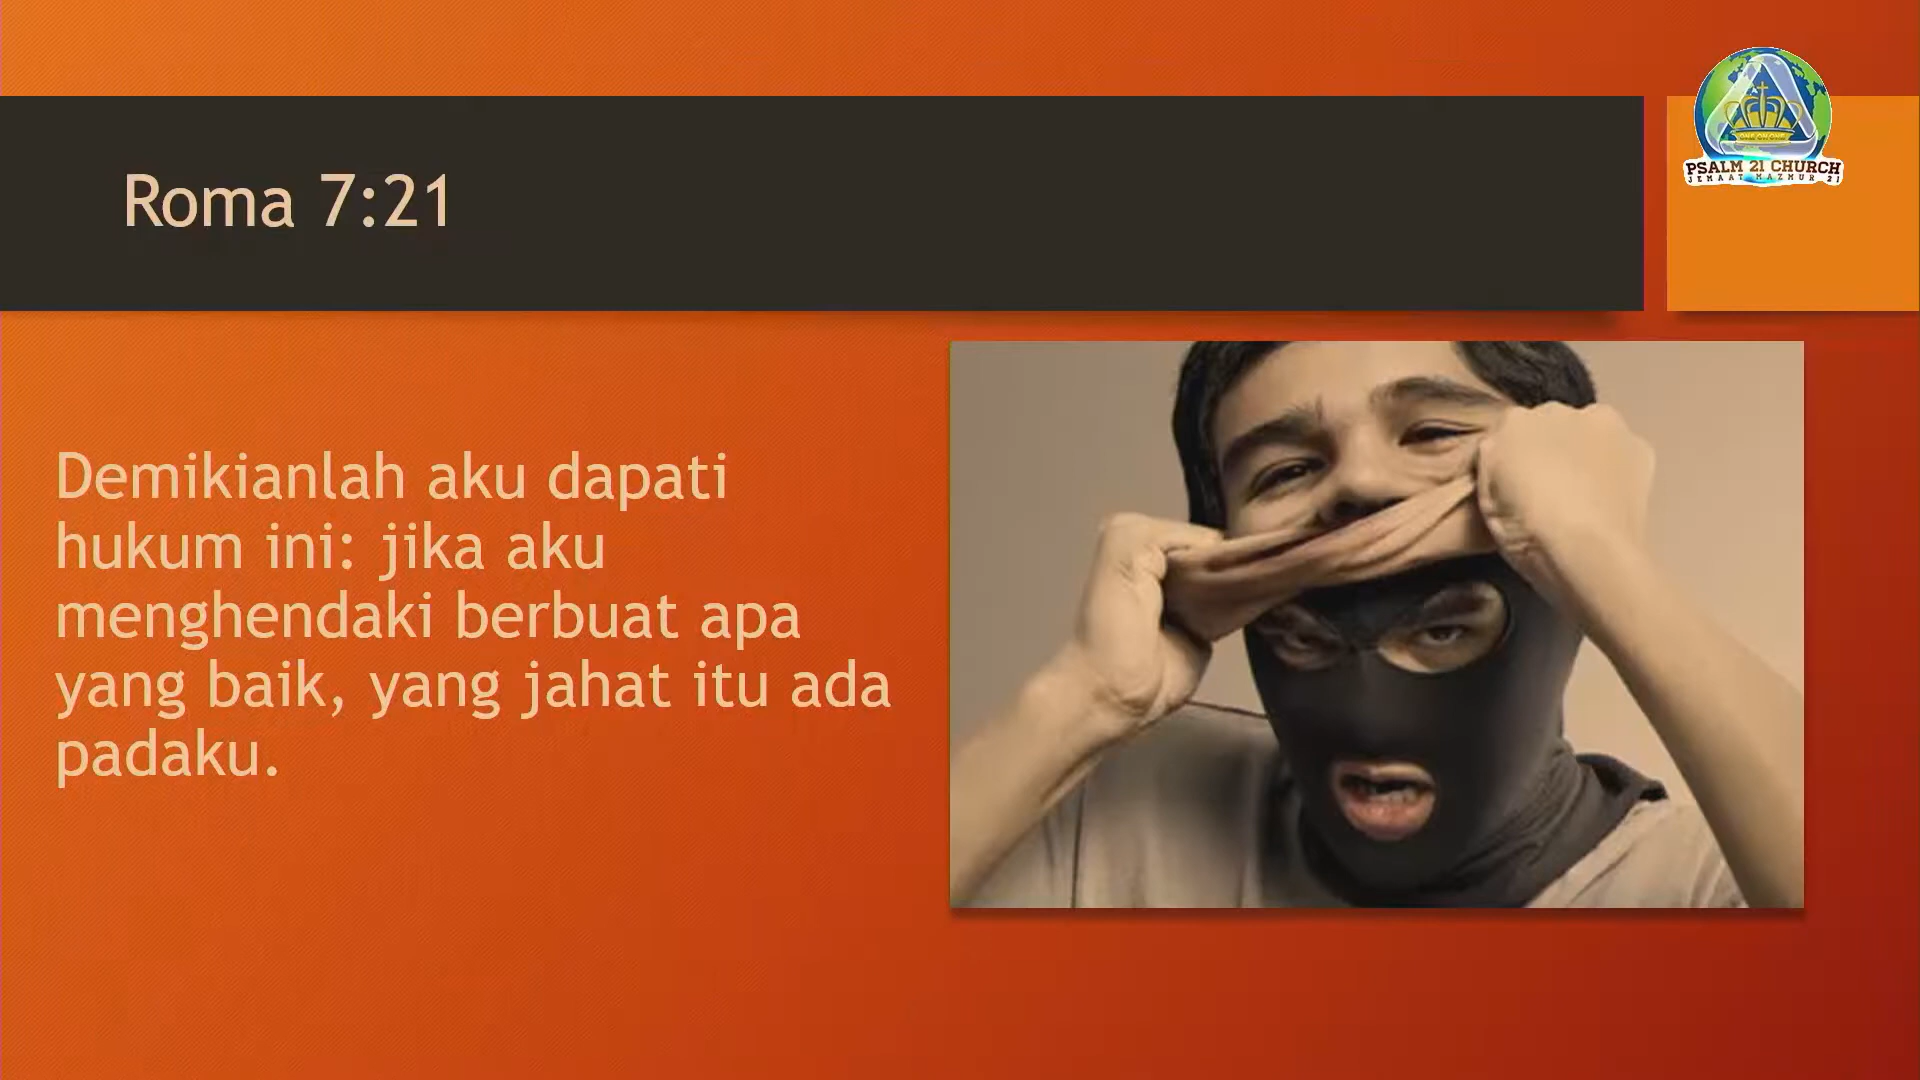 PSALM 21 CHURCH
JEMAAT MAZMUR 21
Roma 7:21
Demikianlah aku dapati
hukum ini: jika aku
menghendaki berbuat apa
yang baik, yang jahat itu ada
padaku.